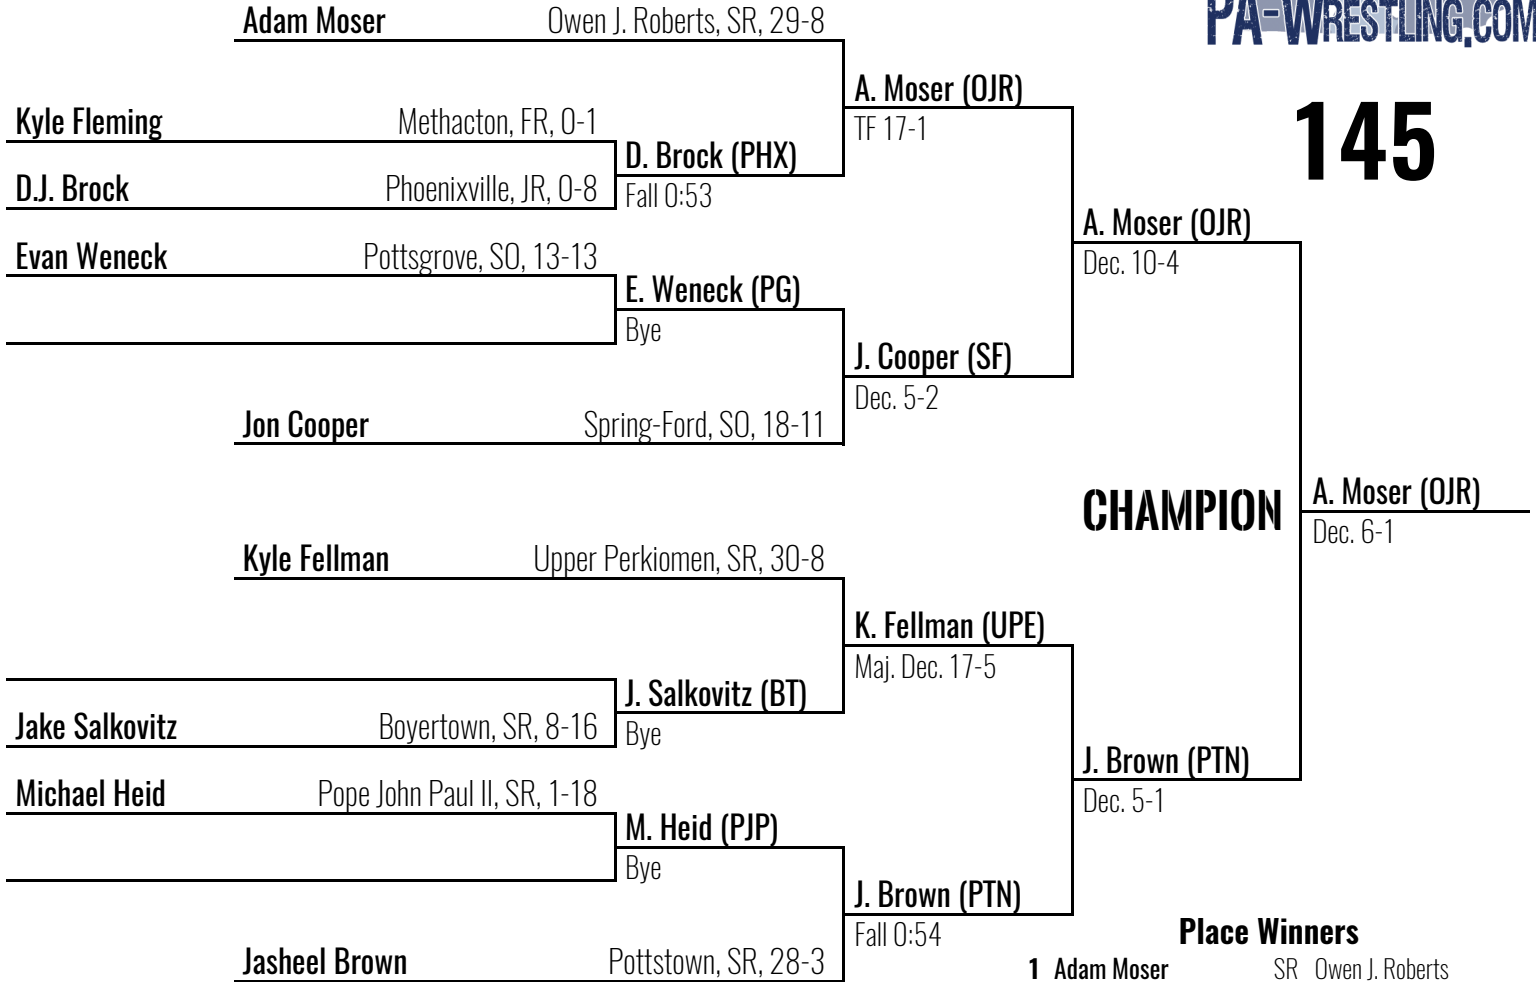 Adam Moser Owen J. Roberts, SR, 29-8
PA-WRESTLING.COM
A. Moser (OJR)
TF 17-1
145
Kyle Fleming Methacton, FR, 0-1
D. Brock (PHX)
Fall 0:53
D.J. Brock Phoenixville, JR, 0-8
A. Moser (OJR)
Dec. 10-4
Evan Weneck Pottsgrove, SO, 13-13
E. Weneck (PG)
Bye
J. Cooper (SF)
Dec. 5-2
Jon Cooper Spring-Ford, SO, 18-11
CHAMPION
A. Moser (OJR)
Dec. 6-1
Kyle Fellman Upper Perkiomen, SR, 30-8
K. Fellman (UPE)
Maj. Dec. 17-5
J. Salkovitz (BT)
Bye
Jake Salkovitz Boyertown, SR, 8-16
J. Brown (PTN)
Dec. 5-1
Michael Heid Pope John Paul II, SR, 1-18
M. Heid (PJP)
Bye
J. Brown (PTN)
Fall 0:54
Jasheel Brown Pottstown, SR, 28-3
Place Winners
1 Adam Moser SR Owen J. Roberts